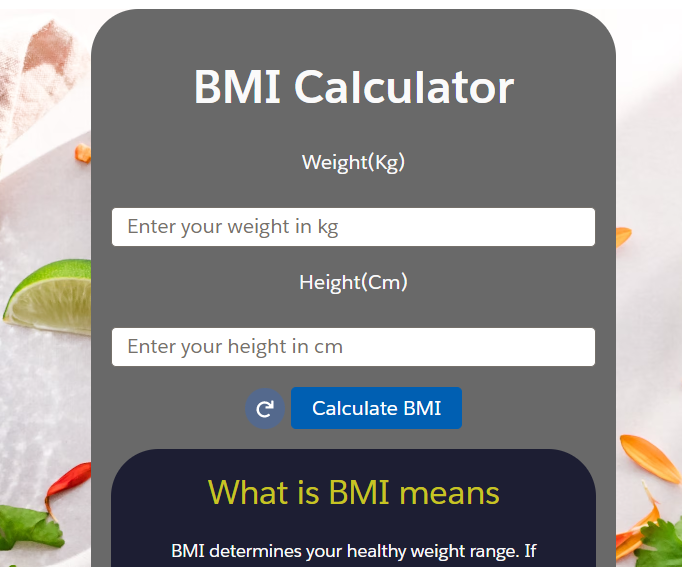 BMI Calculator
Weight(Kg)
Enter your weight in kg
Height(Cm)
Enter your height in cm
Calculate BMI
What is BMI means
BMI determines your healthy weight range. If